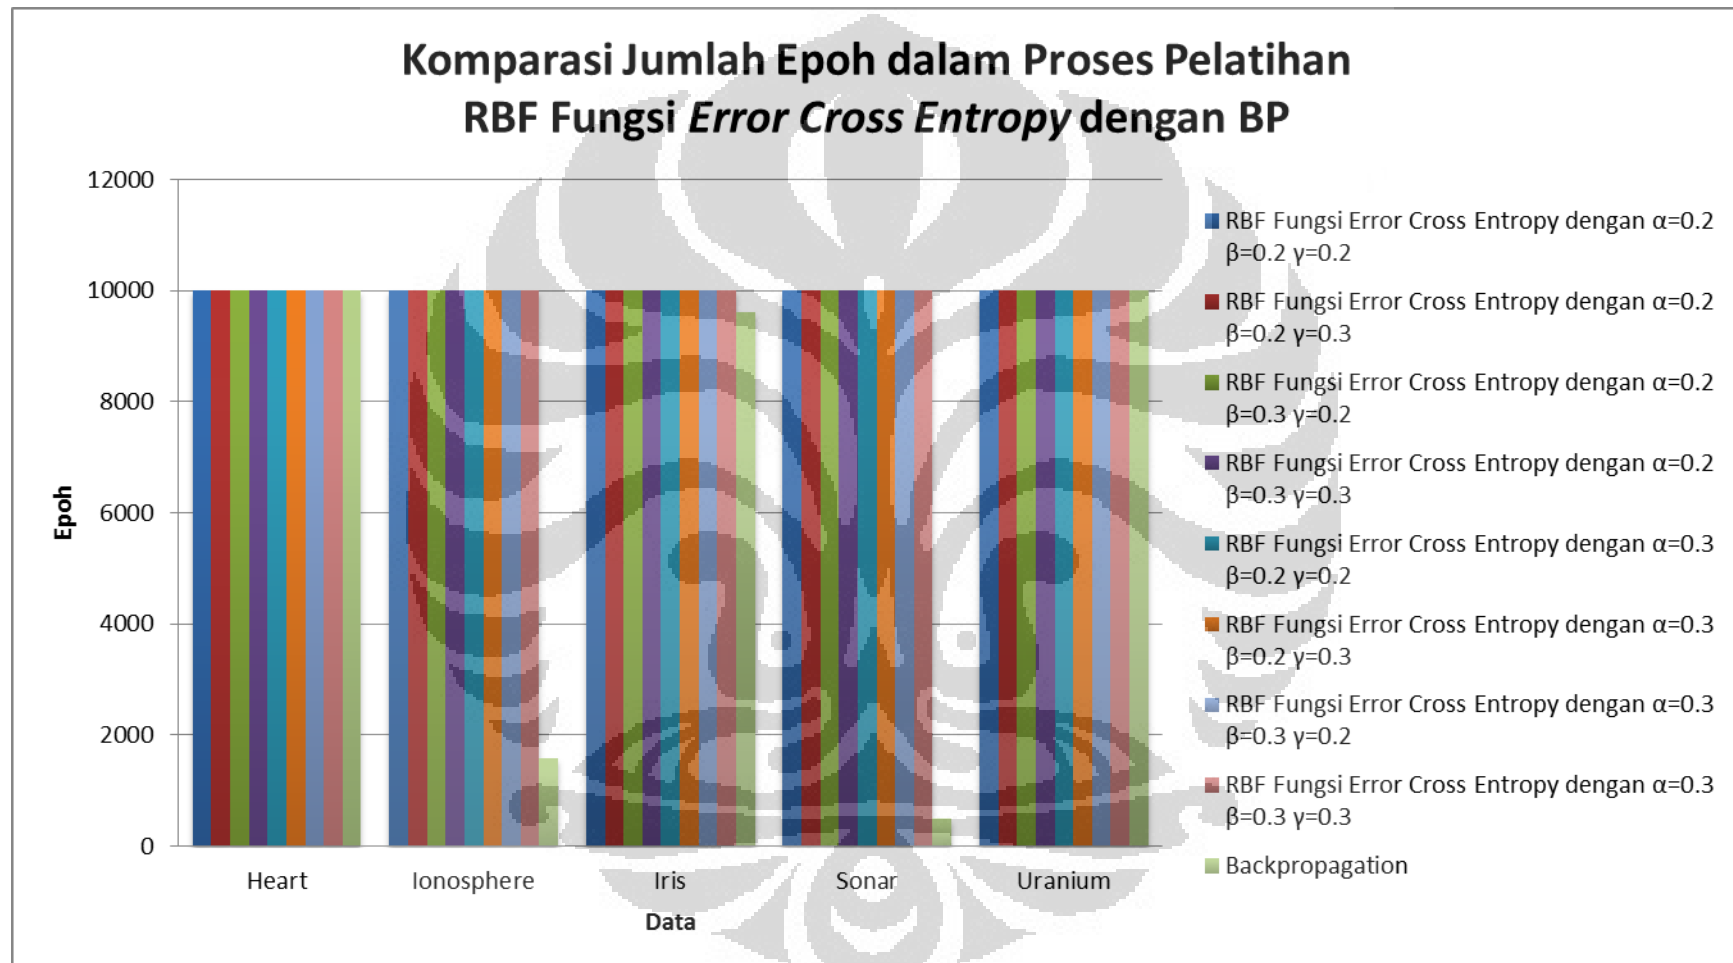 Komparasi Jumlah Epoh dalam Proses Pelatihan
RBF Fungsi Error Cross Entropy dengan BP
12000
10000
8000
6000
4000
2000
0
Epoh
Heart
Ionosphere
Iris
Sonar
Uranium
Data
RBF Fungsi Error Cross Entropy dengan α=0.2
β=0.2 γ=0.2
RBF Fungsi Error Cross Entropy dengan α=0.2
β=0.2 γ=0.3
RBF Fungsi Error Cross Entropy dengan α=0.2
β=0.3 γ=0.2
RBF Fungsi Error Cross Entropy dengan α=0.2
β=0.3 γ=0.3
RBF Fungsi Error Cross Entropy dengan α=0.3
β=0.2 γ=0.2
RBF Fungsi Error Cross Entropy dengan α=0.3
β=0.2 γ=0.3
RBF Fungsi Error Cross Entropy dengan α=0.3
β=0.3 γ=0.2
RBF Fungsi Error Cross Entropy dengan α=0.3
β=0.3 γ=0.3
Backpropagation